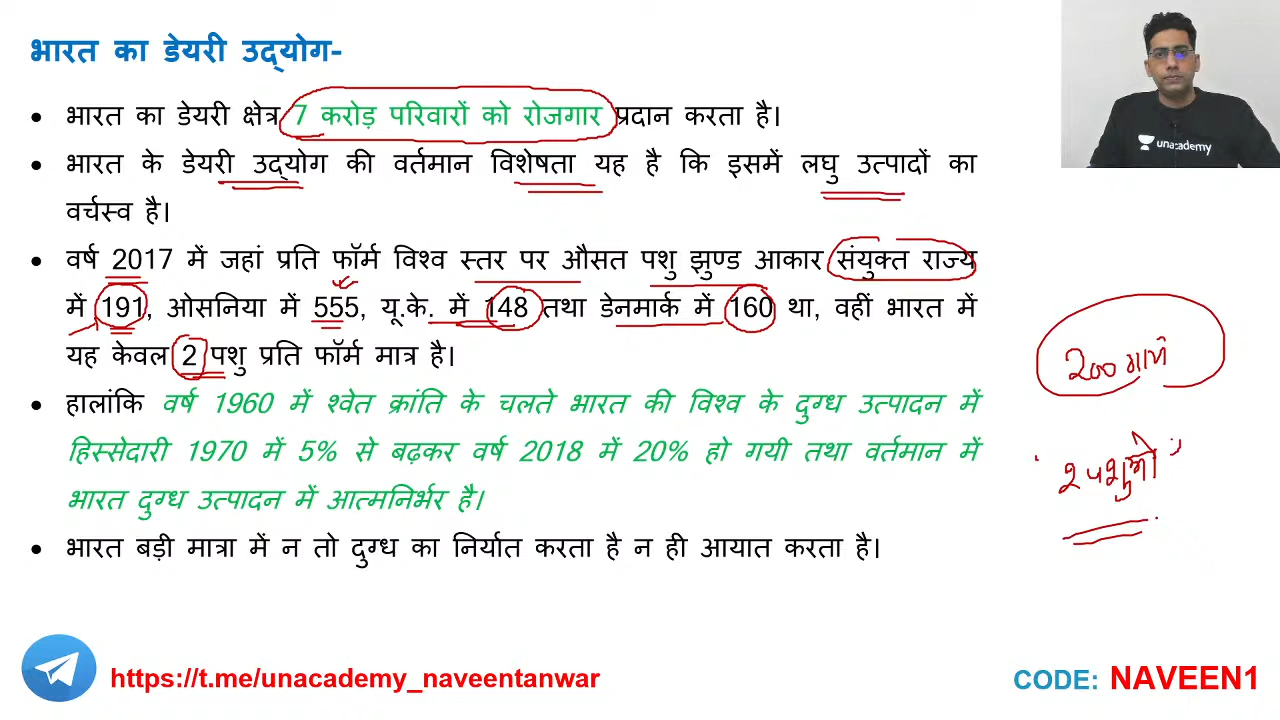 भारत का डेयरी उद्योग-
unacademy
• भारत का डेयरी क्षेत्र 7 करोड़ परिवारों को रोजगार प्रदान करता है।
• भारत के डेयरी उद्योग की वर्तमान विशेषता यह है कि इसमें लघु उत्पादों का
वर्चस्व है।
• वर्ष 2017 में जहां प्रति फॉर्म विश्व स्तर पर औसत पशु झुण्ड आकार संयुक्त राज्य
में 191, ओसनिया में 555, यू.के. में 148 तथा डेनमार्क में 160 था, वहीं भारत में
यह केवल 2 पशु प्रति फॉर्म मात्र है।
२०० गायें
• हालांकि वर्ष 1960 में श्वेत क्रांति के चलते भारत की विश्व के दुग्ध उत्पादन में
हिस्सेदारी 1970 में 5% से बढ़कर वर्ष 2018 में 20% हो गयी तथा वर्तमान में
भारत दुग्ध उत्पादन में आत्मनिर्भर है।
२ पशुओं
• भारत बड़ी मात्रा में न तो दुग्ध का निर्यात करता है न ही आयात करता है।
https://t.me/unacademy_naveentanwar
CODE: NAVEEN1